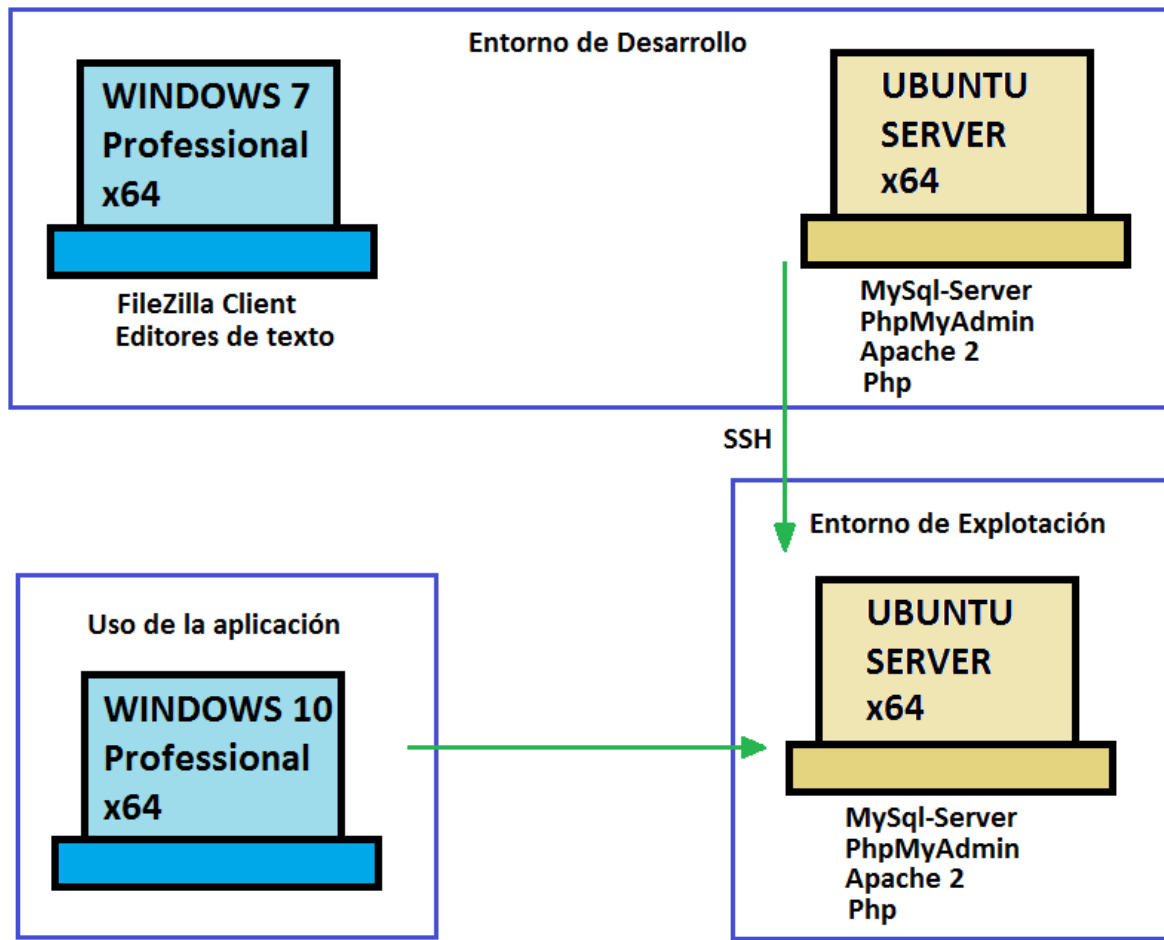 Entorno de Desarrollo
WINDOWS 7
Professional
x64
FileZilla Client
Editores de texto
UBUNTU
SERVER
x64
MySql-Server
PhpMyAdmin
Apache 2
Php
SSH
Uso de la aplicación
WINDOWS 10
Professional
x64
Entorno de Explotación
UBUNTU
SERVER
x64
MySql-Server
PhpMyAdmin
Apache 2
Php